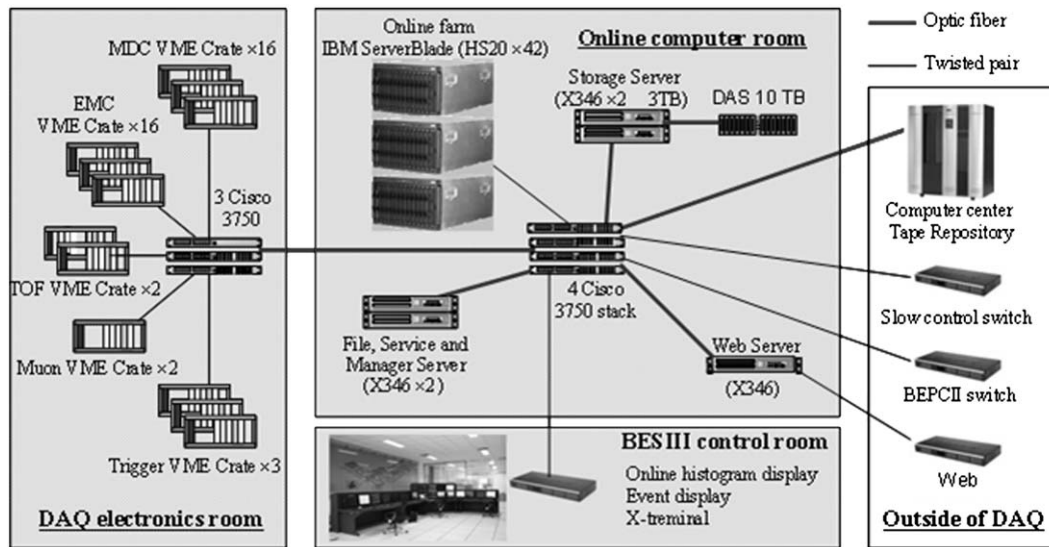 MDC VME Crate ×16
EMC
VME Crate ×16
3 Cisco
3750
TOF VME Crate ×2
Muon VME Crate ×2
Trigger VME Crate ×3
DAQ electronics room
Online farm
IBM ServerBlade (HS20 ×42)
Online computer room
Storage Server
(X346 ×2 3TB)
DAS 10 TB
4 Cisco
3750 stack
File, Service and
Manager Server
(X346 ×2)
Web Server
(X346)
BESIII control room
Online histogram display
Event display
X-treminal
Optic fiber
Twisted pair
Computer center
Tape Repository
Slow control switch
BEPCII switch
Web
Outside of DAQ